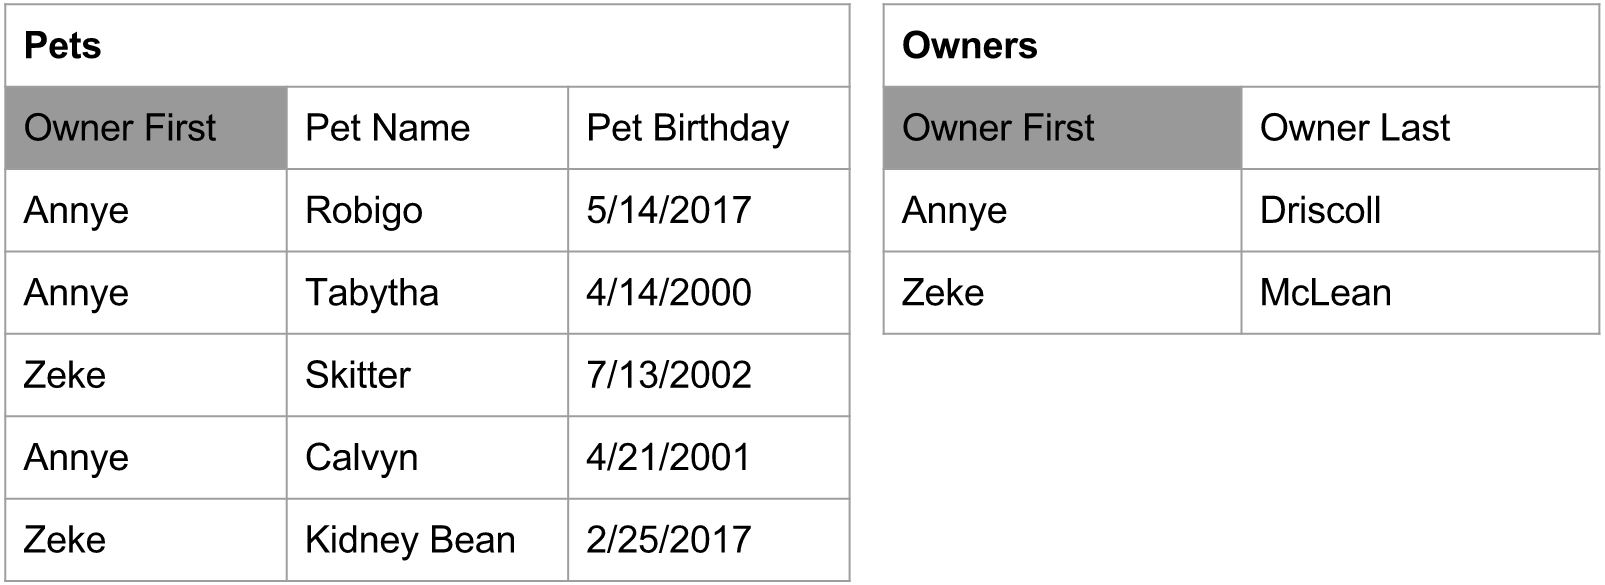 Pets
Owner First Pet Name Pet Birthday
Annye Robigo 5/14/2017
Annye Tabytha 4/14/2000
Zeke Skitter 7/13/2002
Annye Calvyn 4/21/2001
Zeke Kidney Bean 2/25/2017
Owners
Owner First Owner Last
Annye Driscoll
Zeke McLean